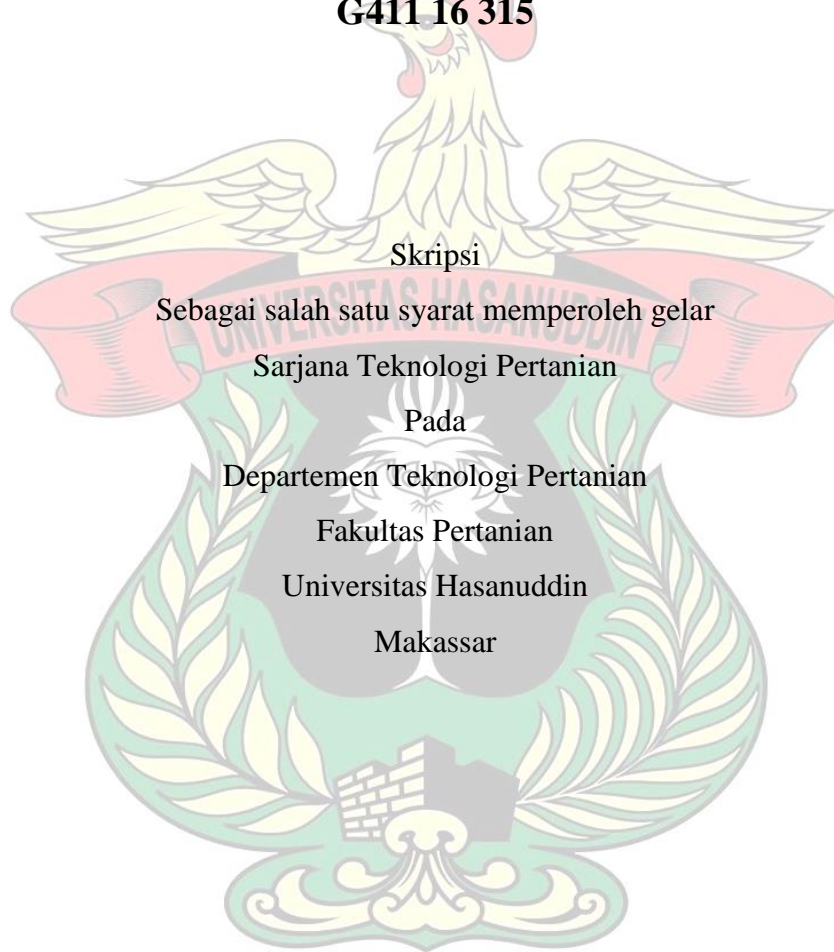 G411 16 315
Skripsi
UNIVERSITAS HASANUDDIN
Sebagai salah satu syarat memperoleh gelar
Sarjana Teknologi Pertanian
Pada
Departemen Teknologi Pertanian
Fakultas Pertanian
Universitas Hasanuddin
Makassar